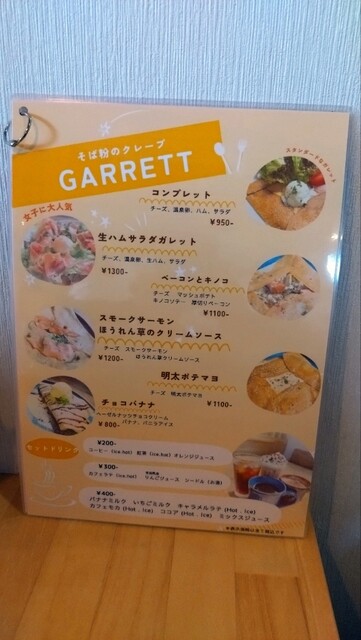 そば粉のクレープ
GARRETT
スタンダードなガレット
コンプレット
チーズ、温泉卵、ハム、サラダ
¥950-
女子に大人気
生ハムサラダガレット
チーズ、温泉卵、生ハム、サラダ
¥1300-
ベーコンとキノコ
チーズ マッシュポテト
キノコソテー 厚切りベーコン
¥1100-
スモークサーモン
ほうれん草のクリームソース
チーズ スモークサーモン
ほうれん草クリームソース
¥1200-
明太ポテマヨ
チーズ 明太ポテマヨ
¥1100-
チョコバナナ
ヘーゼルナッツチョコクリーム
バナナ、バニラアイス
¥800-
セットドリンク
¥200-
コーヒー (ice.hot) 紅茶 (ice.hot) オレンジジュース
¥300-
カフェラテ (ice.hot) りんごジュース シードル (お酒)
¥400-
バナナミルク いちごミルク キャラメルラテ (Hot . Ice)
カフェモカ (Hot . Ice) ココア (Hot . Ice) ミックスジュース